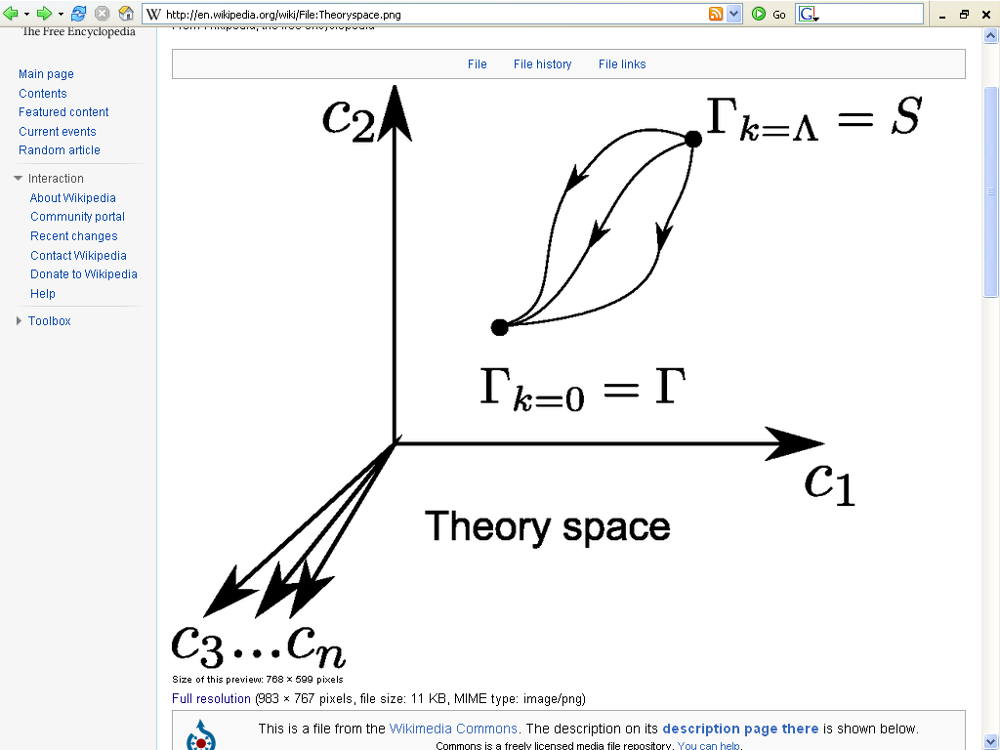 http://en.wikipedia.org/wiki/File:Theoryspace.png
Go
G
The Free Encyclopedia
From Wikipedia, the free encyclopedia
Main page
Contents
Featured content
Current events
Random article
Interaction
About Wikipedia
Community portal
Recent changes
Contact Wikipedia
Donate to Wikipedia
Help
Toolbox
File File history File links
c₂
Γₖ₌Λ = S
Γₖ₌₀ = Γ
c₁
Theory space
c₃...cₙ
Size of this preview: 768 × 599 pixels
Full resolution (983 × 767 pixels, file size: 11 KB, MIME type: image/png)
This is a file from the Wikimedia Commons. The description on its description page there is shown below.
Commons is a freely licensed media file repository. You can help.